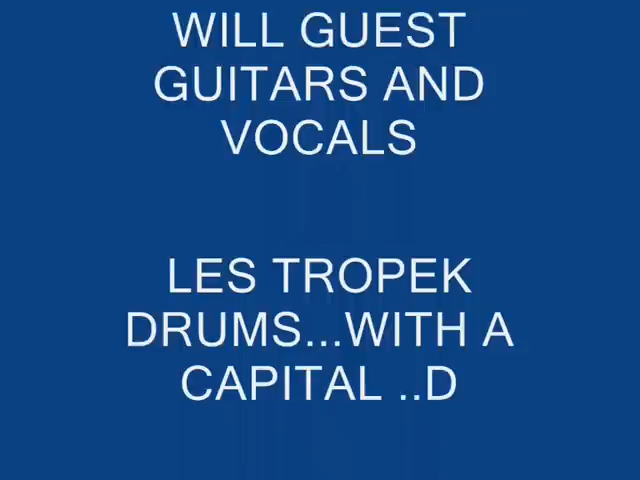 WILL GUEST
GUITARS AND
VOCALS
LES TROPEK
DRUMS...WITH A
CAPITAL ..D